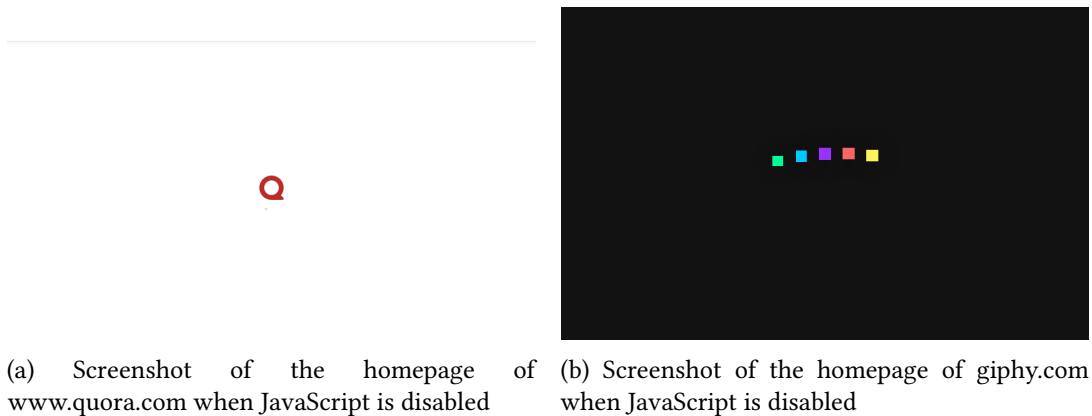 (a) Screenshot of the homepage of
www.quora.com when JavaScript is disabled
(b) Screenshot of the homepage of giphy.com
when JavaScript is disabled